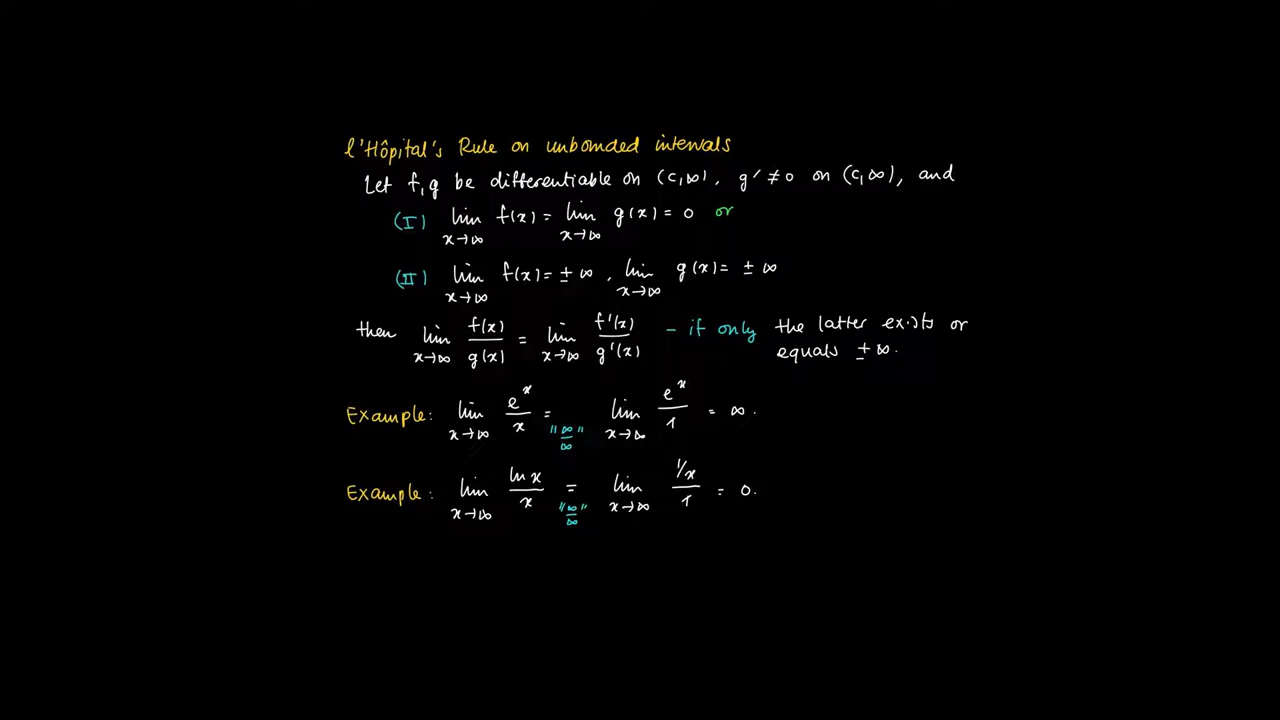 l'Hôpital's Rule on unbounded intervals
Let f, g be differentiable on (c, ∞), g' ≠ 0 on (c, ∞), and
(I) lim x→∞ f(x) = lim x→∞ g(x) = 0 or
(II) lim x→∞ f(x) = ± ∞, lim x→∞ g(x) = ± ∞
then lim x→∞ f(x)/g(x) = lim x→∞ f'(x)/g'(x) – if only the latter exists or
equals ± ∞.
Example: lim x→∞ e^x/x = "∞/∞" lim x→∞ e^x/1 = ∞.
Example: lim x→∞ ln x/x = "∞/∞" lim x→∞ 1/x/1 = 0.